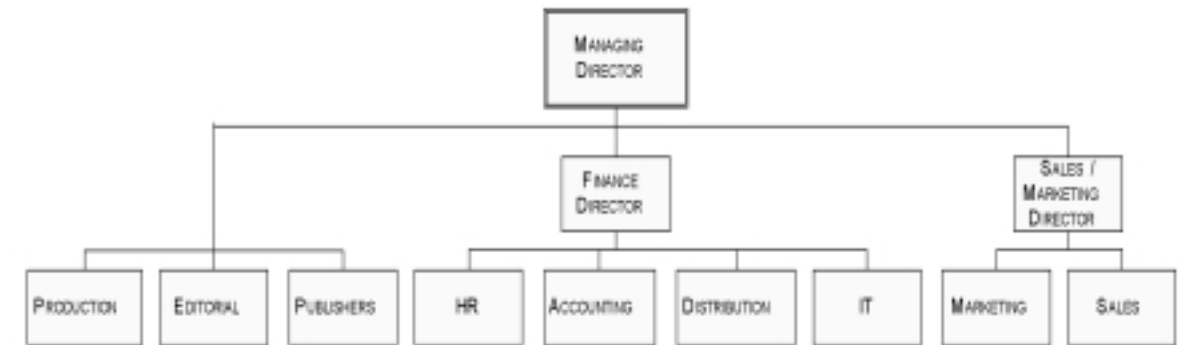 MANAGING
DIRECTOR
FINANCE
DIRECTOR
SALES /
MARKETING
DIRECTOR
PRODUCTION
EDITORIAL
PUBLISHERS
HR
ACCOUNTING
DISTRIBUTION
IT
MARKETING
SALES